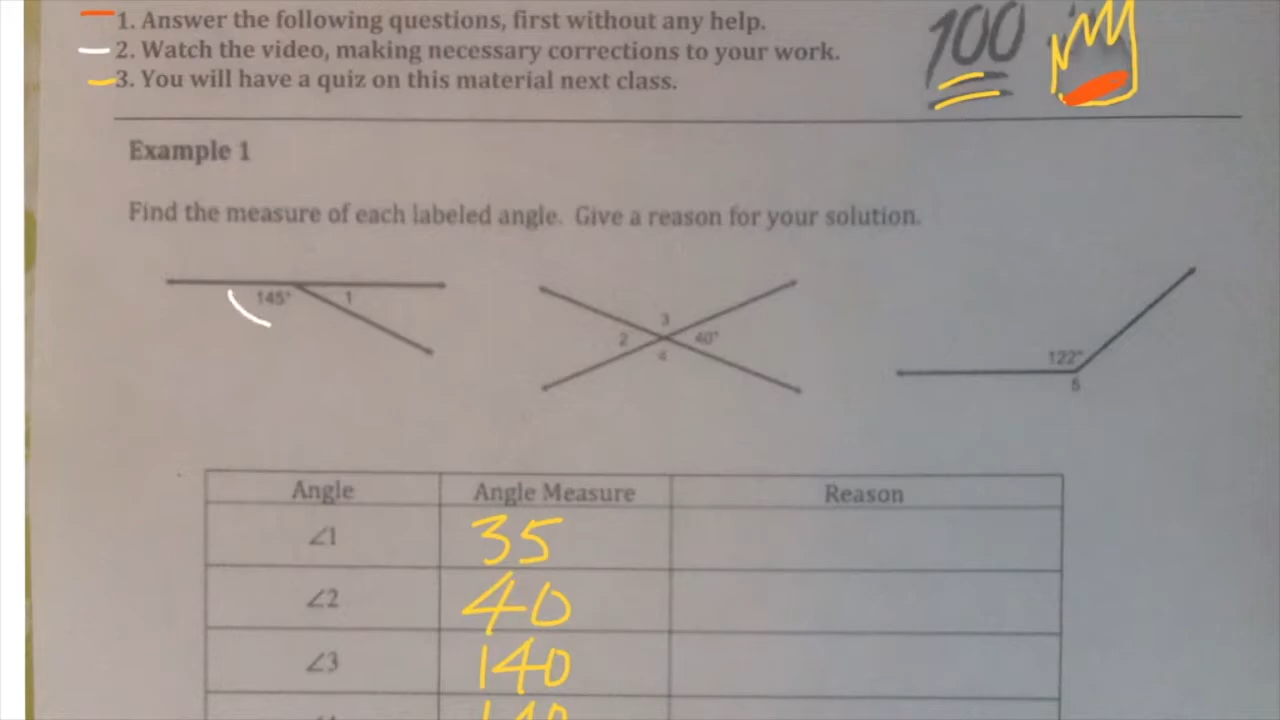 1. Answer the following questions, first without any help.
2. Watch the video, making necessary corrections to your work.
3. You will have a quiz on this material next class.
100
Example 1
Find the measure of each labeled angle. Give a reason for your solution.
145° 1
3
2 40°
4
122°
5
Angle Angle Measure Reason
∠1 35
∠2 40
∠3 140
140